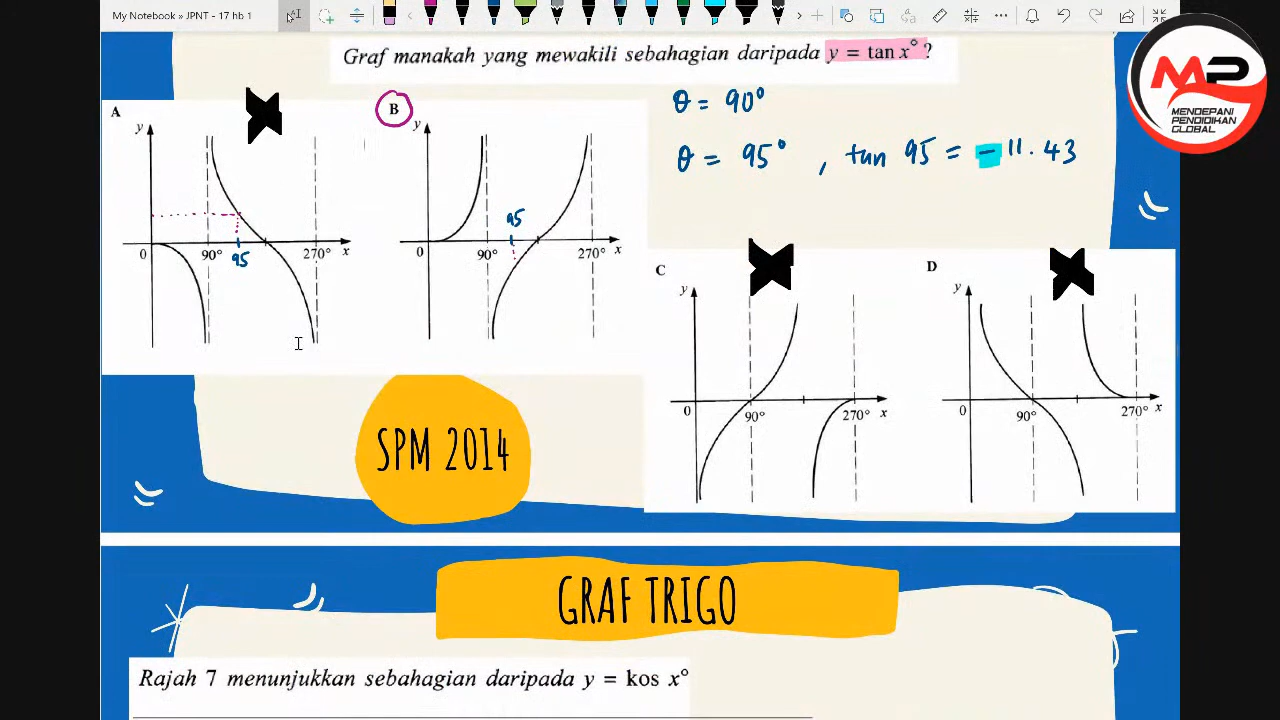 My Notebook » JPNT - 17 hb 1
MP
MENDEPANI
PENDIDIKAN
GLOBAL
Graf manakah yang mewakili sebahagian daripada y = tan x° ?
θ = 90°
θ = 95° , tan 95 = - 11.43
A
y
0
90°
95
270°
x
B
y
95
0
90°
270°
x
C
y
0
90°
270°
x
D
y
0
90°
270°
x
SPM 2014
GRAF TRIGO
Rajah 7 menunjukkan sebahagian daripada y = kos x°